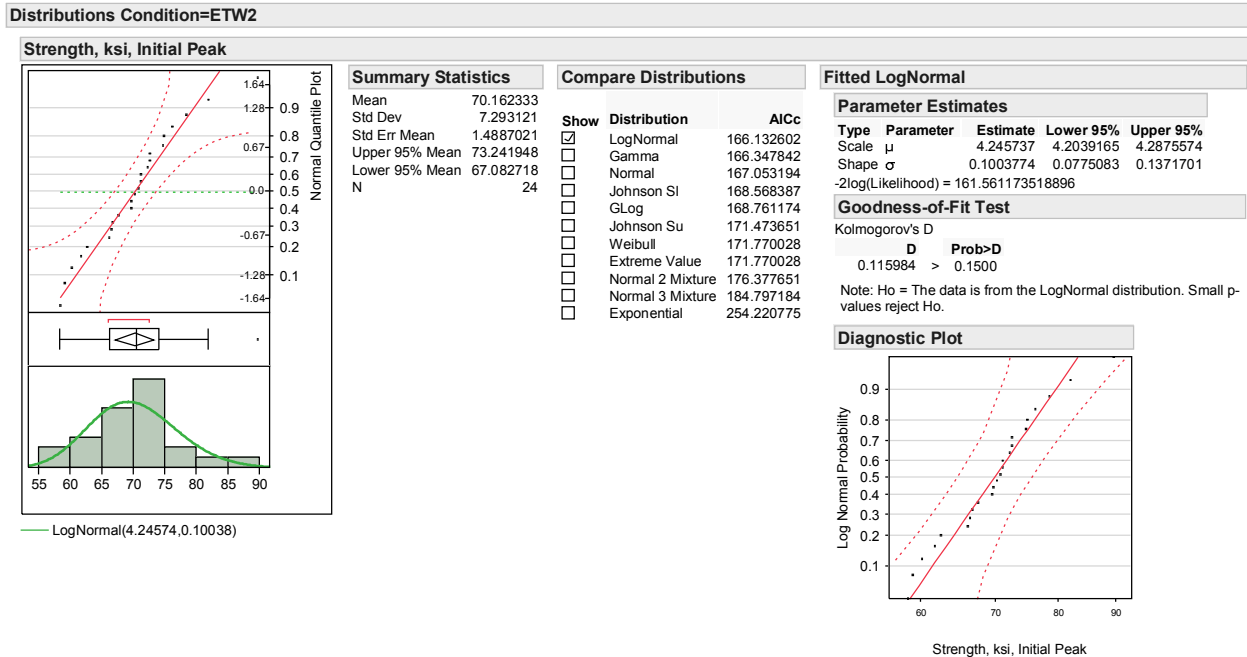 Distributions Condition=ETW2
Strength, ksi, Initial Peak
1.64
1.28
0.67
0.0
-0.67
-1.28
-1.64
0.9
0.8
0.7
0.6
0.5
0.4
0.3
0.2
0.1
Normal Quantile Plot
55 60 65 70 75 80 85 90
LogNormal(4.24574,0.10038)
Summary Statistics
Mean 70.162333
Std Dev 7.293121
Std Err Mean 1.4887021
Upper 95% Mean 73.241948
Lower 95% Mean 67.082718
N 24
Compare Distributions
Show Distribution AICc
LogNormal 166.132602
Gamma 166.347842
Normal 167.053194
Johnson Sl 168.568387
GLog 168.761174
Johnson Su 171.473651
Weibull 171.770028
Extreme Value 171.770028
Normal 2 Mixture 176.377651
Normal 3 Mixture 184.797184
Exponential 254.220775
Fitted LogNormal
Parameter Estimates
Type Parameter Estimate Lower 95% Upper 95%
Scale μ 4.245737 4.2039165 4.2875574
Shape σ 0.1003774 0.0775083 0.1371701
-2log(Likelihood) = 161.561173518896
Goodness-of-Fit Test
Kolmogorov's D
D Prob>D
0.115984 > 0.1500
Note: Ho = The data is from the LogNormal distribution. Small p-
values reject Ho.
Diagnostic Plot
0.9
0.8
0.7
0.6
0.5
0.4
0.3
0.2
0.1
Log Normal Probability
60 70 80 90
Strength, ksi, Initial Peak